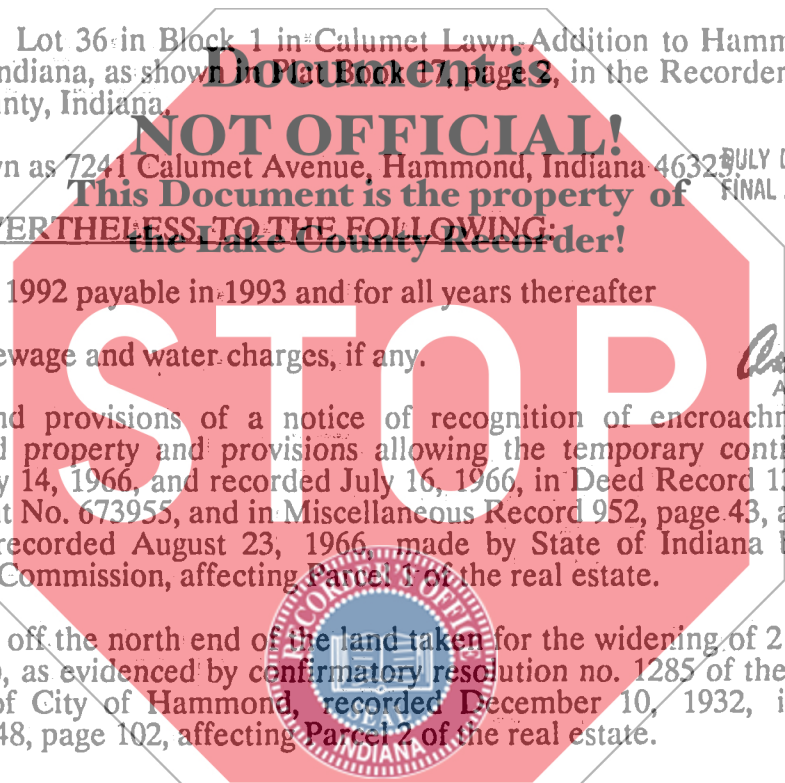 Lot 36 in Block 1 in Calumet Lawn Addition to Hamm
ndiana, as shown in Plat Book 17, page 2, in the Recorder
Document is
nty, Indiana.
NOT OFFICIAL!
n as 7241 Calumet Avenue, Hammond, Indiana 4632
DULY
This Document is the property of
FINAL
VERTHELESS, TO THE FOLLOWING:
the Lake County Recorder!
1992 payable in 1993 and for all years thereafter
STOP
ewage and water charges, if any.
nd provisions of a notice of recognition of encroachm
d property and provisions allowing the temporary conti
y 14, 1966, and recorded July 16, 1966, in Deed Record 1
t No. 673955, and in Miscellaneous Record 952, page 43, a
recorded August 23, 1966, made by State of Indiana
Commission, affecting Parcel 1 of the real estate.
RECORDER'S OFFICE
off the north end of the land taken for the widening of 2
, as evidenced by confirmatory resolution no. 1285 of the
of City of Hammond, recorded December 10, 1932, i
48, page 102, affecting Parcel 2 of the real estate.
SEAL
INDIANA